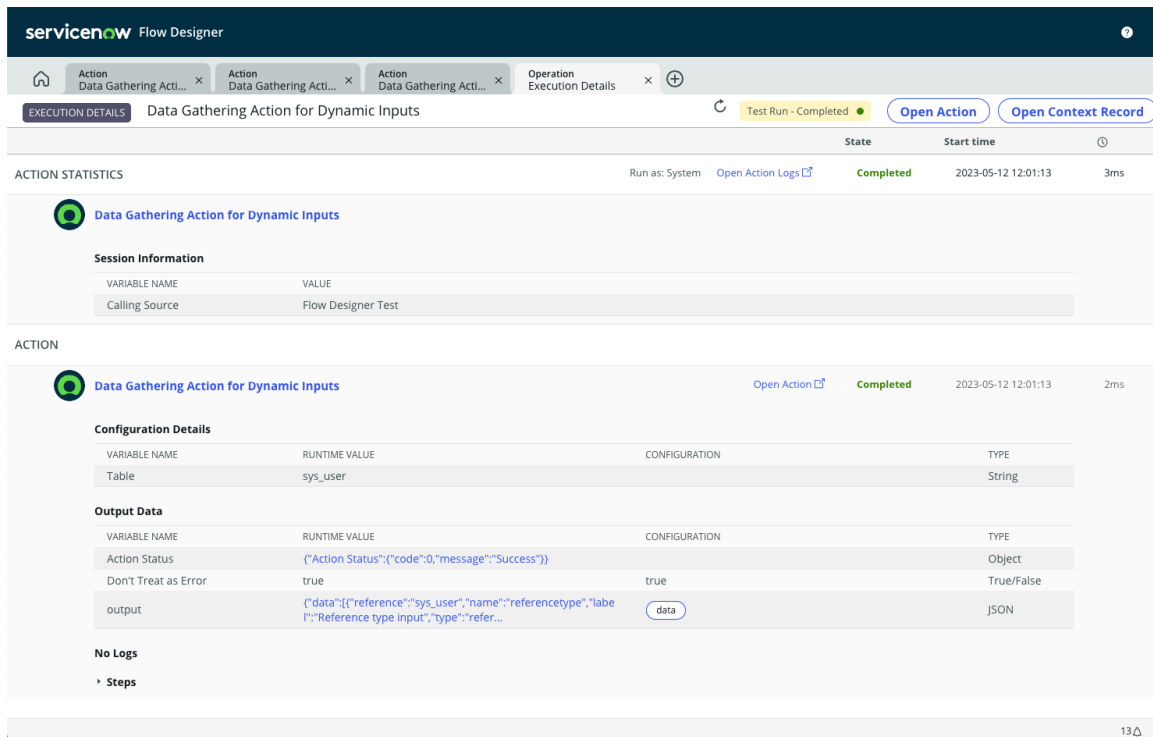 servicenow Flow Designer
Action
Data Gathering Acti...
Action
Data Gathering Acti...
Action
Data Gathering Acti...
Operation
Execution Details
EXECUTION DETAILS Data Gathering Action for Dynamic Inputs Test Run - Completed Open Action Open Context Record
State Start time
ACTION STATISTICS Run as: System Open Action Logs Completed 2023-05-12 12:01:13 3ms
Data Gathering Action for Dynamic Inputs
Session Information
VARIABLE NAME VALUE
Calling Source Flow Designer Test
ACTION
Data Gathering Action for Dynamic Inputs Open Action Completed 2023-05-12 12:01:13 2ms
Configuration Details
VARIABLE NAME RUNTIME VALUE CONFIGURATION TYPE
Table sys_user String
Output Data
VARIABLE NAME RUNTIME VALUE CONFIGURATION TYPE
Action Status {"Action Status":{"code":0,"message":"Success"}} Object
Don't Treat as Error true true True/False
output {"data":[{"reference":"sys_user","name":"referencetype","labe
l":"Reference type input","type":"refer... data JSON
No Logs
Steps
13